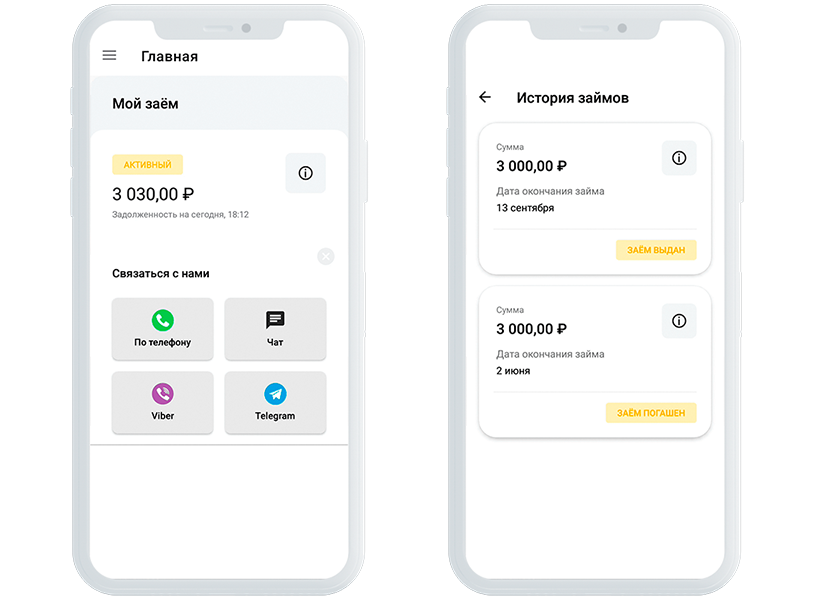 Главная
Мой заём
АКТИВНЫЙ
3 030,00 ₽
Задолженность на сегодня, 18:12
Связаться с нами
По телефону
Чат
Viber
Telegram
История займов
Сумма
3 000,00 ₽
Дата окончания займа
13 сентября
ЗАЁМ ВЫДАН
Сумма
3 000,00 ₽
Дата окончания займа
2 июня
ЗАЁМ ПОГАШЕН